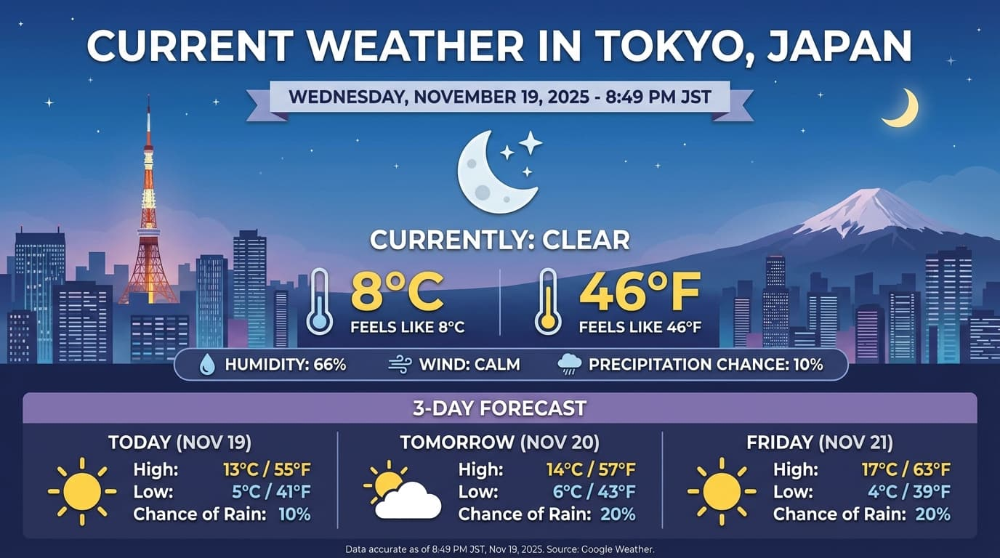 CURRENT WEATHER IN TOKYO, JAPAN
WEDNESDAY, NOVEMBER 19, 2025 - 8:49 PM JST
CURRENTLY: CLEAR
8°C
FEELS LIKE 8°C
46°F
FEELS LIKE 46°F
HUMIDITY: 66%
WIND: CALM
PRECIPITATION CHANCE: 10%
3-DAY FORECAST
TODAY (NOV 19)
High: 13°C / 55°F
Low: 5°C / 41°F
Chance of Rain: 10%
TOMORROW (NOV 20)
High: 14°C / 57°F
Low: 6°C / 43°F
Chance of Rain: 20%
FRIDAY (NOV 21)
High: 17°C / 63°F
Low: 4°C / 39°F
Chance of Rain: 20%
Data accurate as of 8:49 PM JST, Nov 19, 2025. Source: Google Weather.